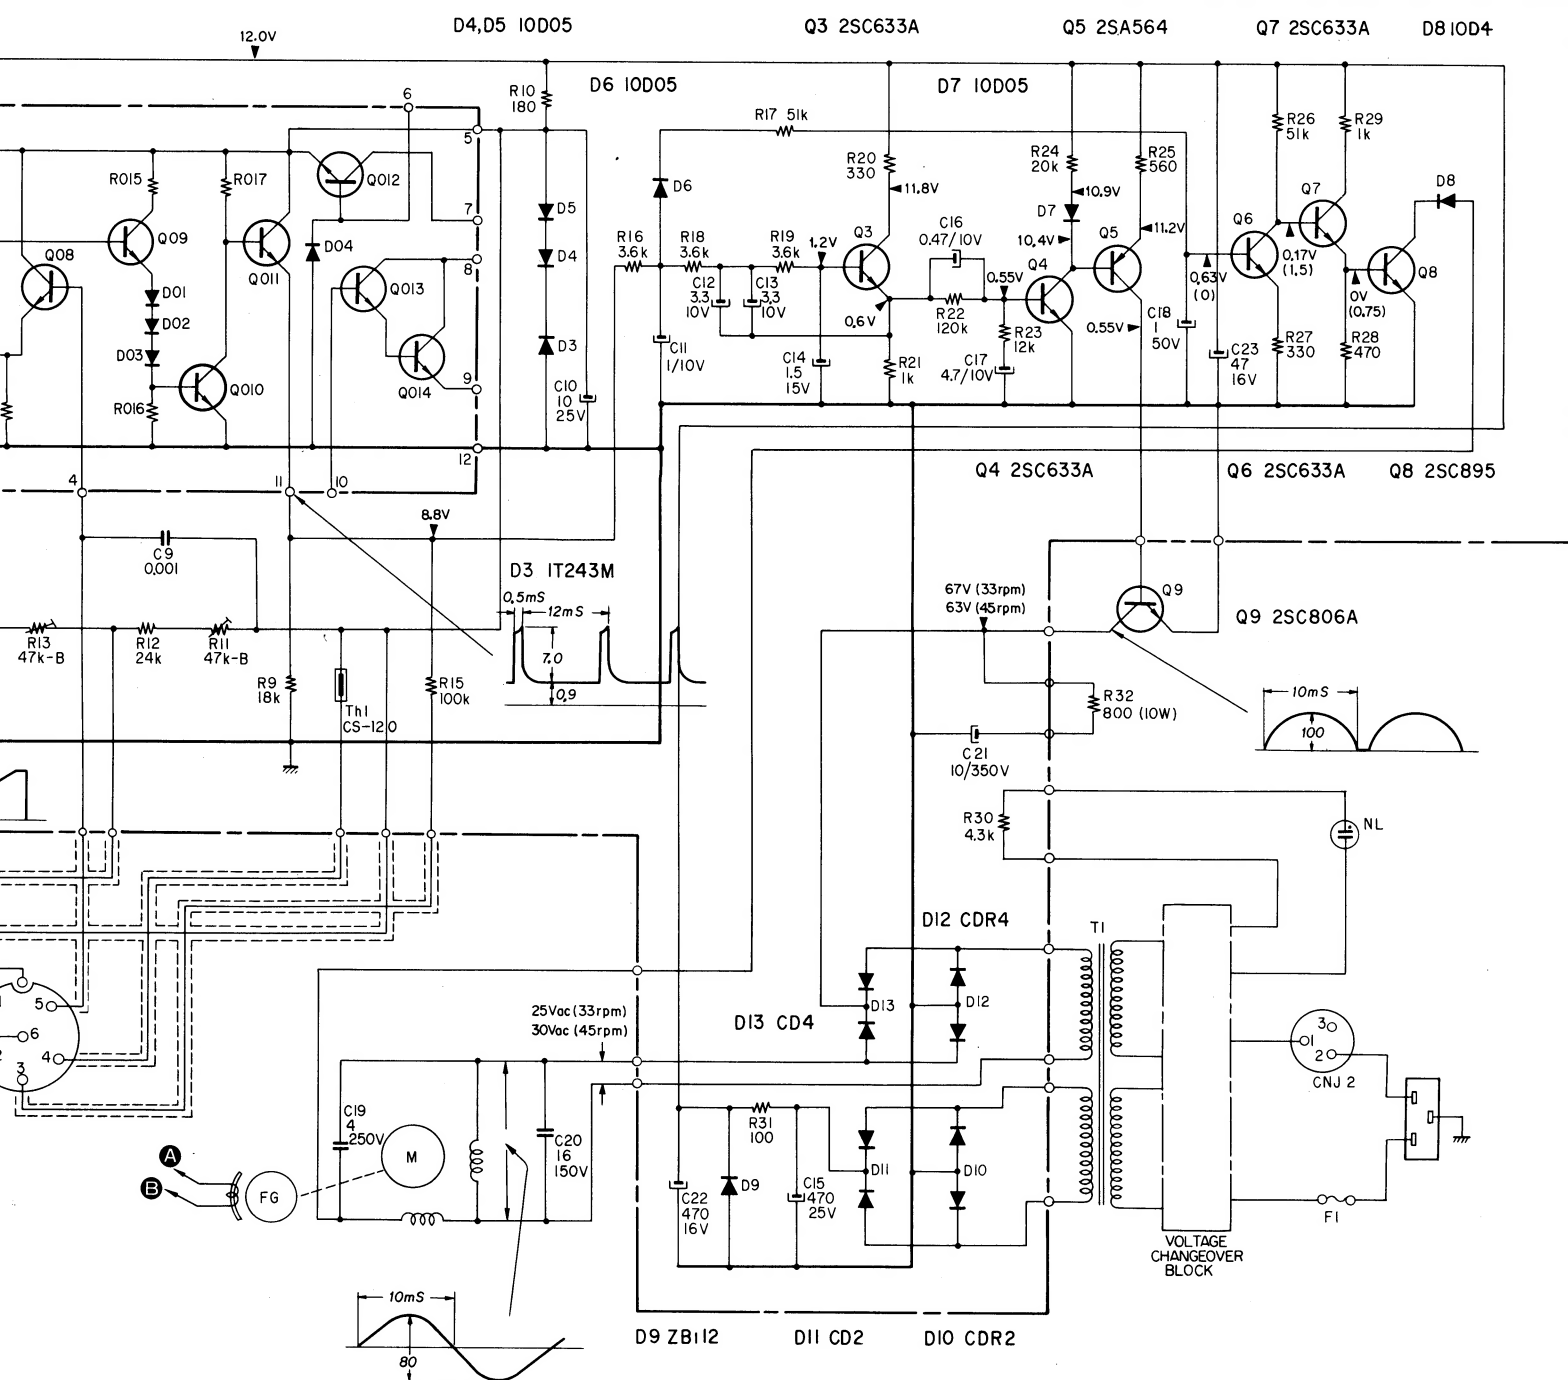 D4,D5 10D05
Q3 2SC633A
Q5 2SA564
Q7 2SC633A
D8 10D4
12.0V
D6 10D05
D7 10D05
R10
180
6
5
R17 51k
R26
51k
R29
1k
R20
330
R24
20k
R25
560
R015
R017
Q012
D6
11.8V
10.9V
D8
Q7
7
D5
D7
C16
0.47/10V
11.2V
Q6
Q09
Q08
D04
R16
3.6k
R18
3.6k
R19
3.6k
1.2V
Q3
10.4V
Q5
Q8
0.17V
(1.5)
D4
8
Q011
Q013
Q4
0.55V
0.63V
(0)
D01
C12
3.3
10V
C13
3.3
10V
0V
(0.75)
D02
0.6V
R22
120k
0.55V
C18
1
50V
D03
D3
C11
1/10V
R23
12k
R27
330
R28
470
C23
47
16V
Q010
Q014
9
C14
1.5
15V
R21
1k
C17
4.7/10V
C10
10
25V
R016
12
Q4 2SC633A
Q6 2SC633A
Q8 2SC895
4
11
10
8.8V
C9
0.001
D3 1T243M
0.5mS
12mS
67V (33rpm)
63V (45rpm)
Q9
Q9 2SC806A
R13
47k-B
R12
24k
R11
47k-B
7.0
0.9
R9
18k
Th1
CS-120
R15
100k
R32
800 (10W)
10mS
100
C21
10/350V
R30
4.3k
NL
D12 CDR4
T1
D13
D12
D13 CD4
5
6
4
3
1
2
25Vac (33rpm)
30Vac (45rpm)
3
1
2
CNJ 2
C19
4
250V
M
C20
16
150V
R31
100
D11
D10
A
B
FG
C22
470
16V
D9
C15
470
25V
F1
VOLTAGE
CHANGEOVER
BLOCK
10mS
80
D9 ZB112
D11 CD2
D10 CDR2